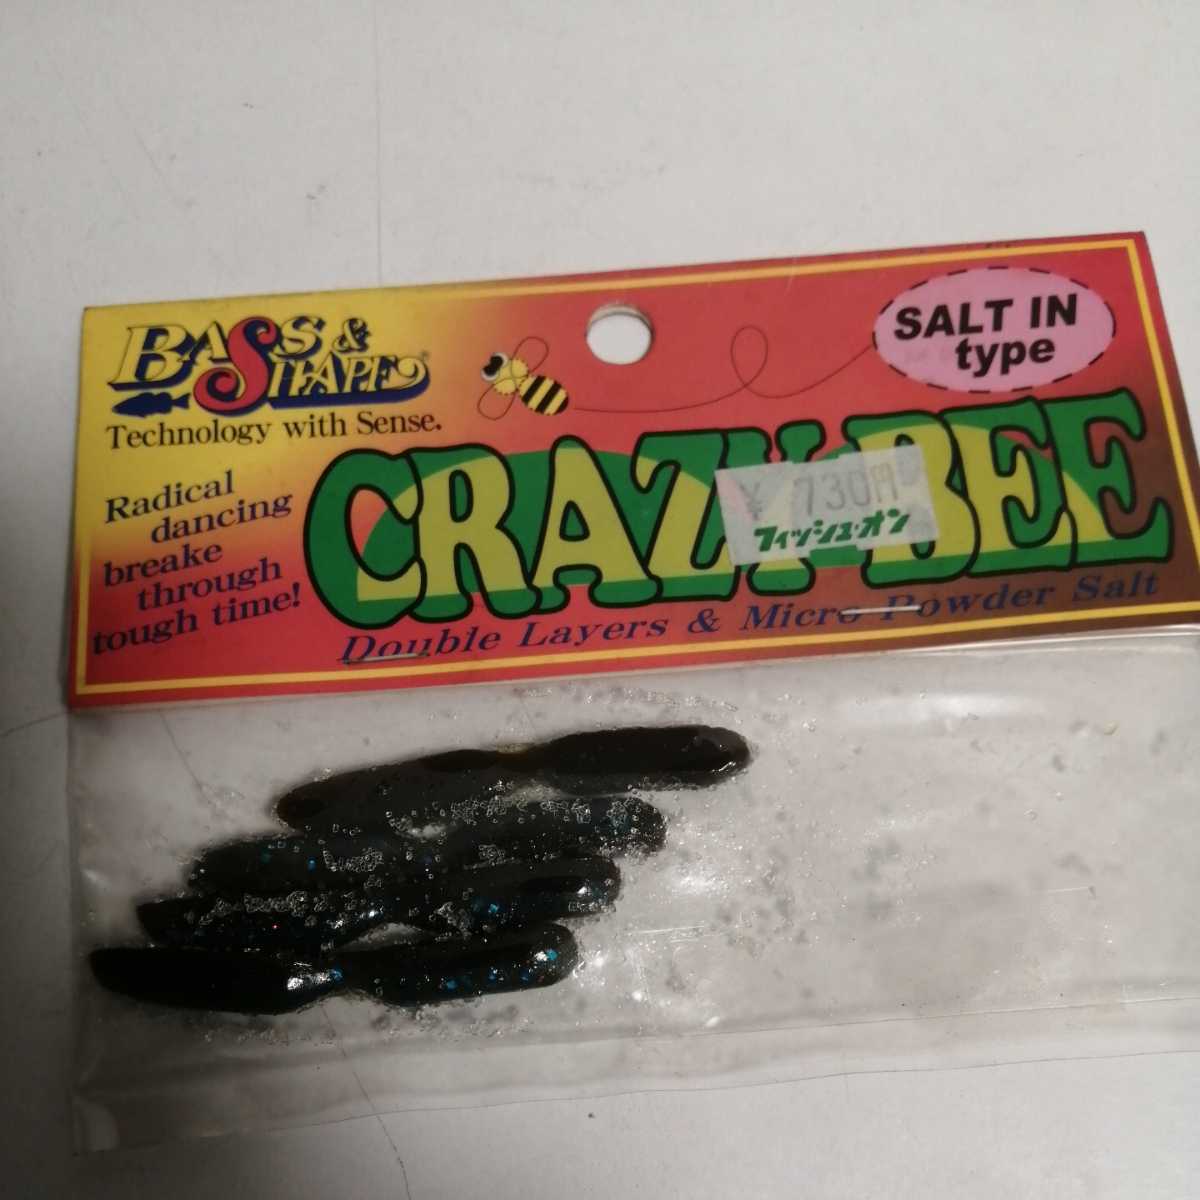 BASS &
SHAPE
Technology with Sense.
SALT IN
type
Radical
dancing
breake
through
tough time!
CRAZY-BEE
¥ 730円
フィッシュ・オン
Double Layers & Micro Powder Salt